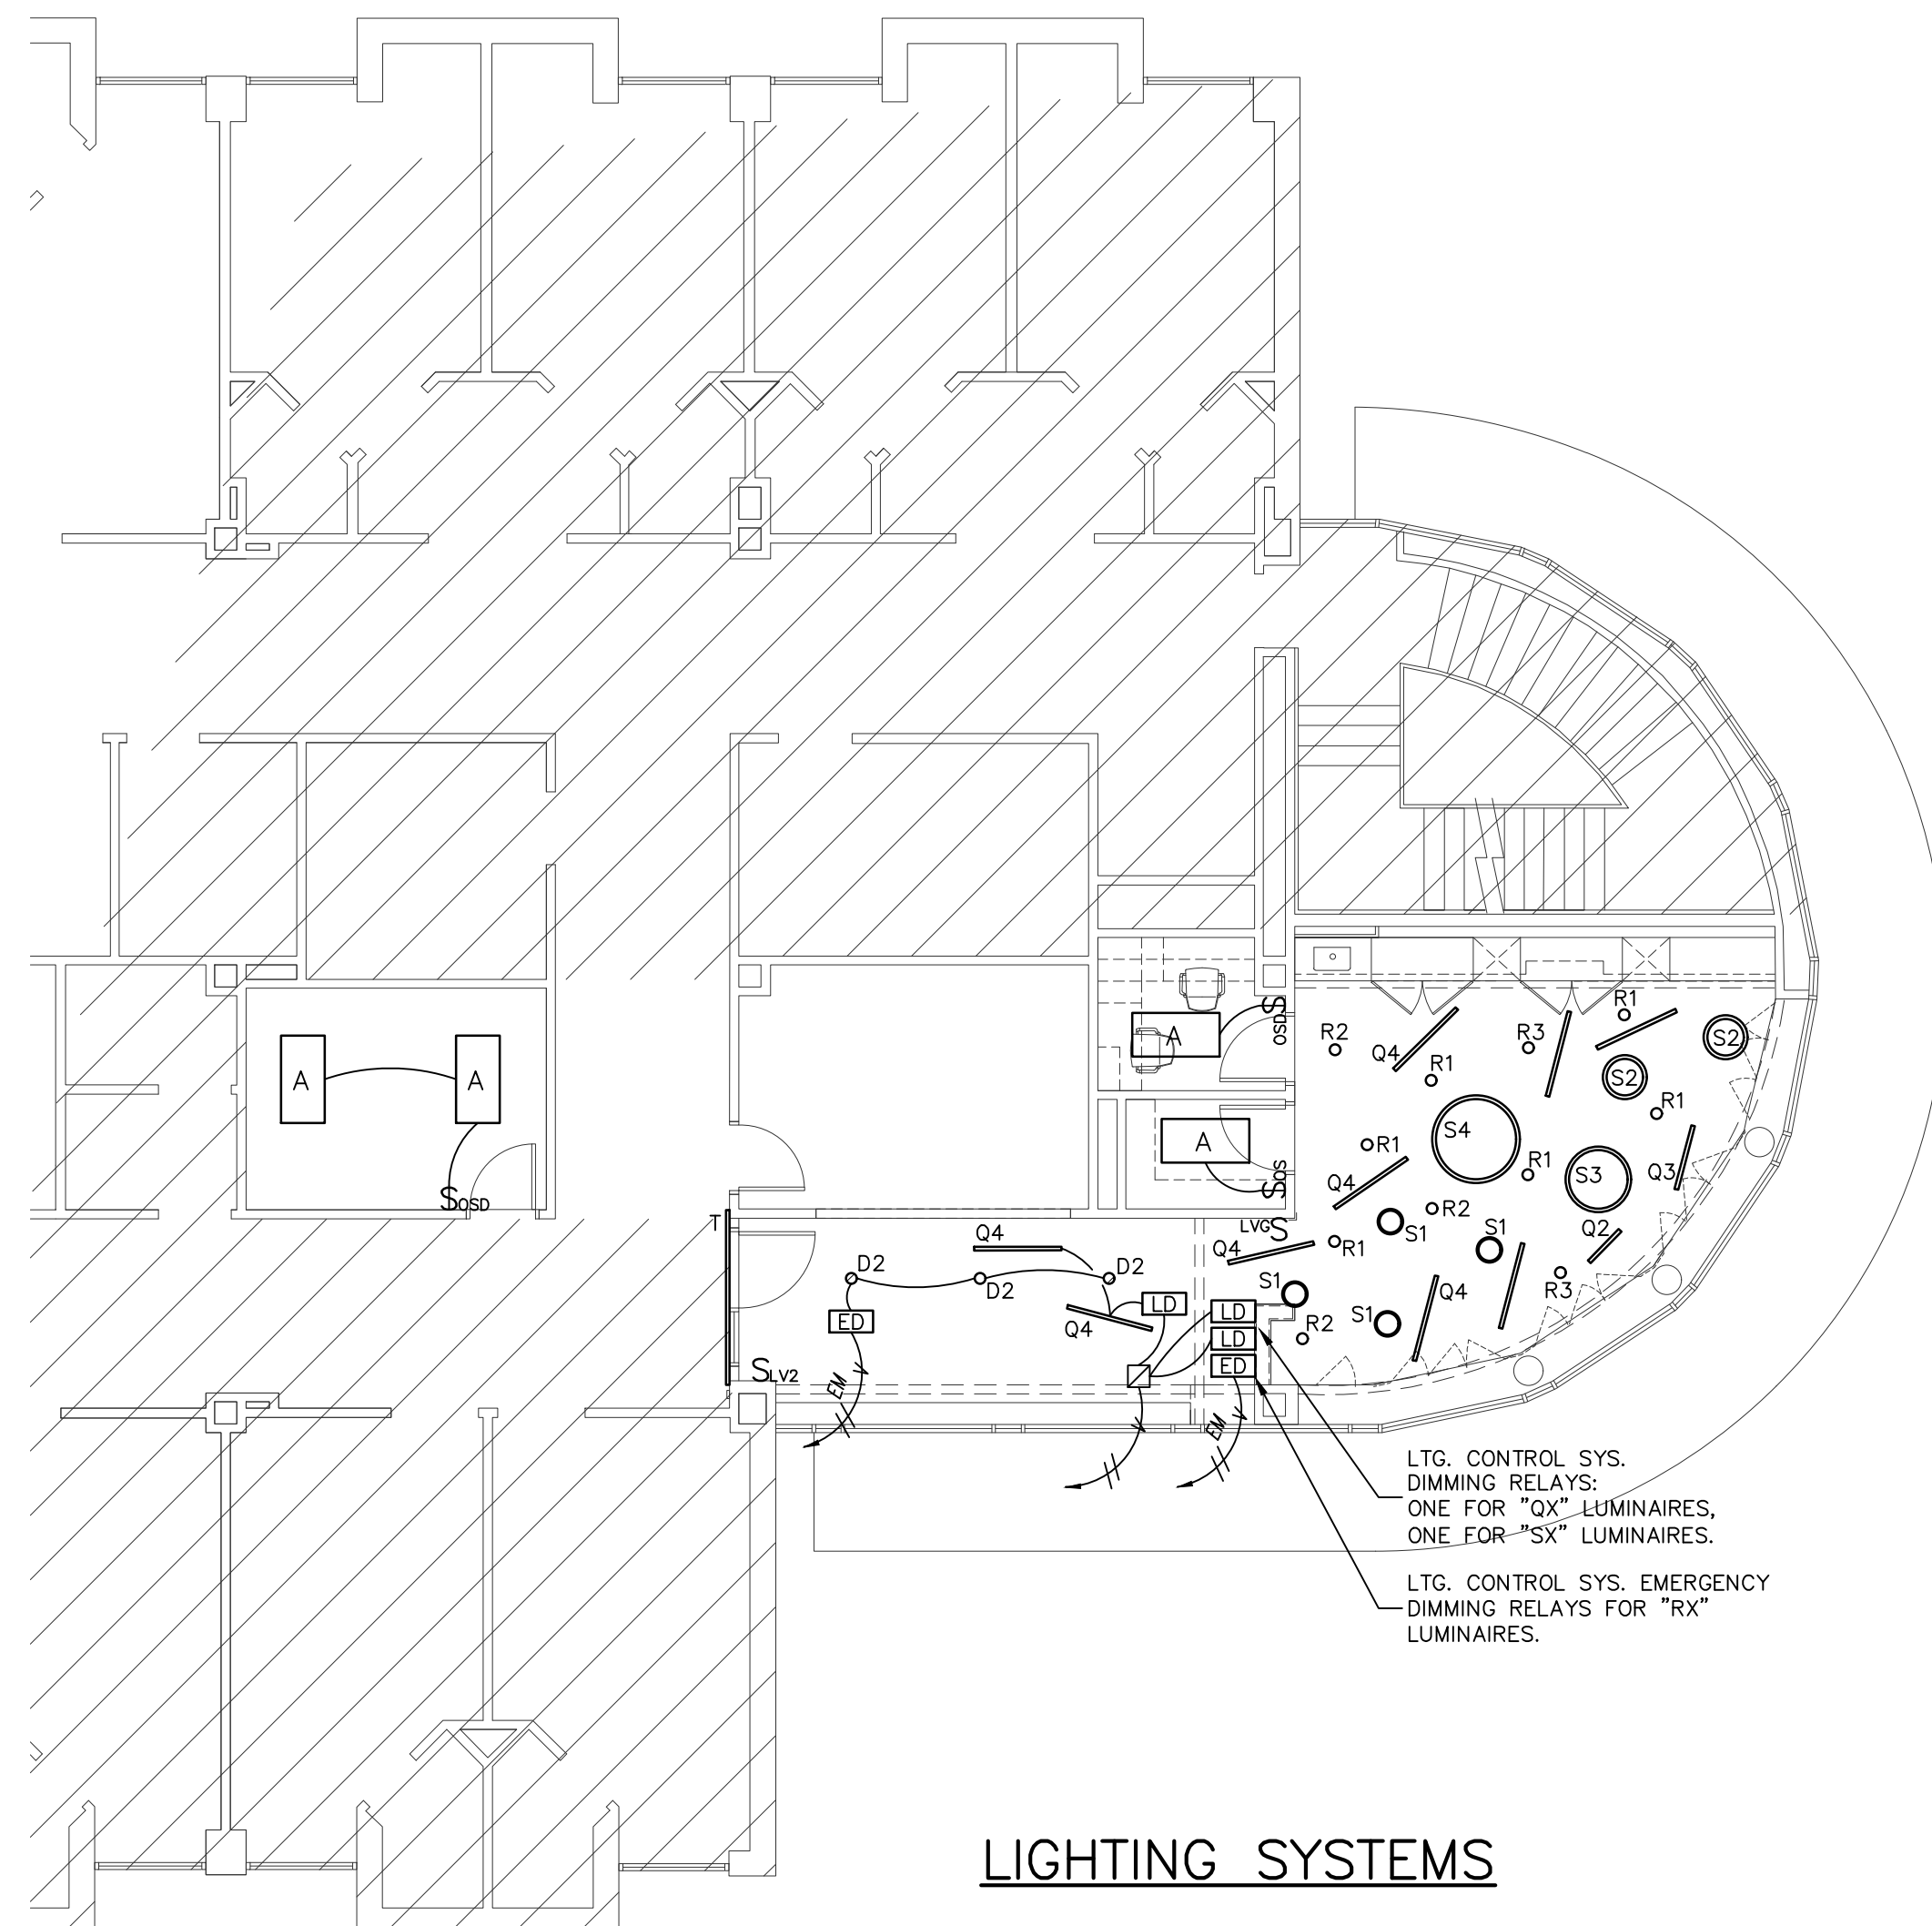 R1
R2
R3
Q4
R1
S2
S2
R1
OSD S
A
A
A
S4
R1
Q4
A
R1
S3
Q3
SOS
SOSD
R2
T
LVG S
S1
S1
Q2
Q4
Q4
R1
D2
D2
D2
S1
R3
Q4
LD
LD
ED
Q4
S1
R2
LD
ED
SLV2
EM
EM
LTG. CONTROL SYS.
DIMMING RELAYS:
ONE FOR "QX" LUMINAIRES,
ONE FOR "SX" LUMINAIRES.
LTG. CONTROL SYS. EMERGENCY
DIMMING RELAYS FOR "RX"
LUMINAIRES.
LIGHTING SYSTEMS